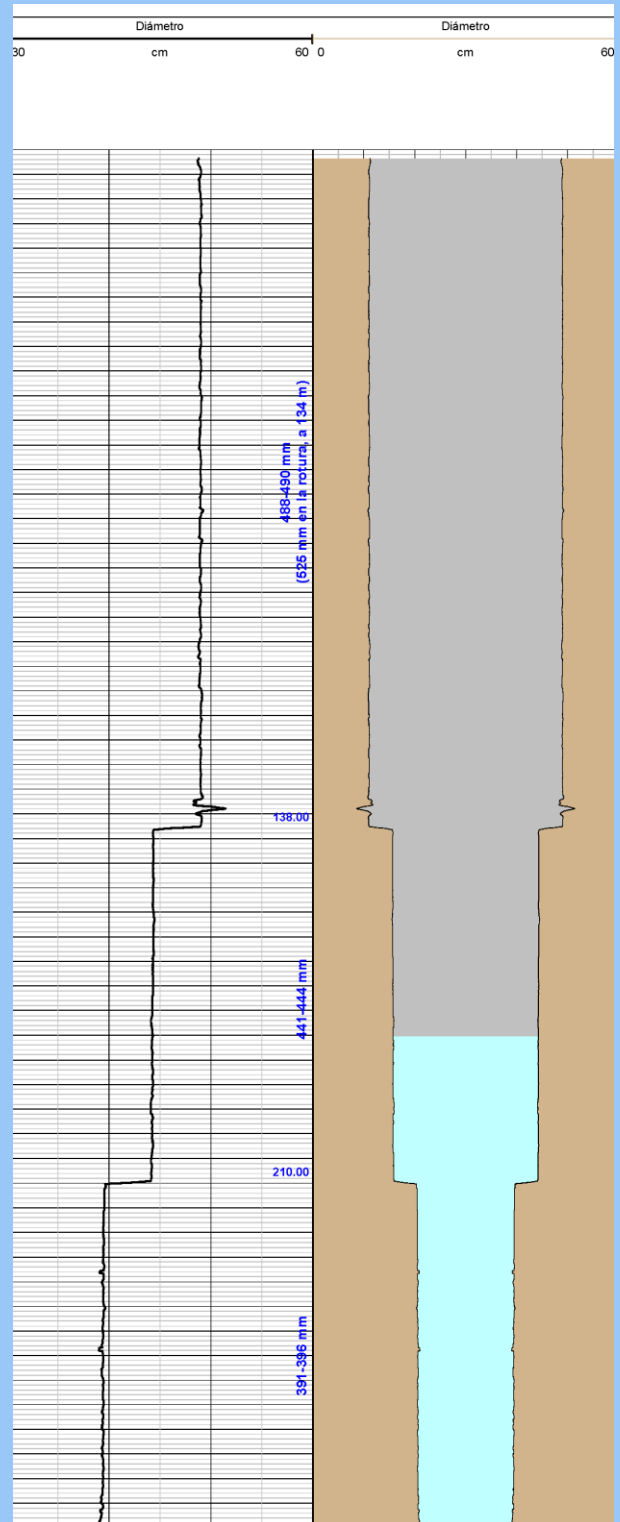 Diámetro
30 cm 60
Diámetro
0 cm 60
488-490 mm
(525 mm en la rotura, a 134 m)
138.00
441-444 mm
210.00
391-396 mm